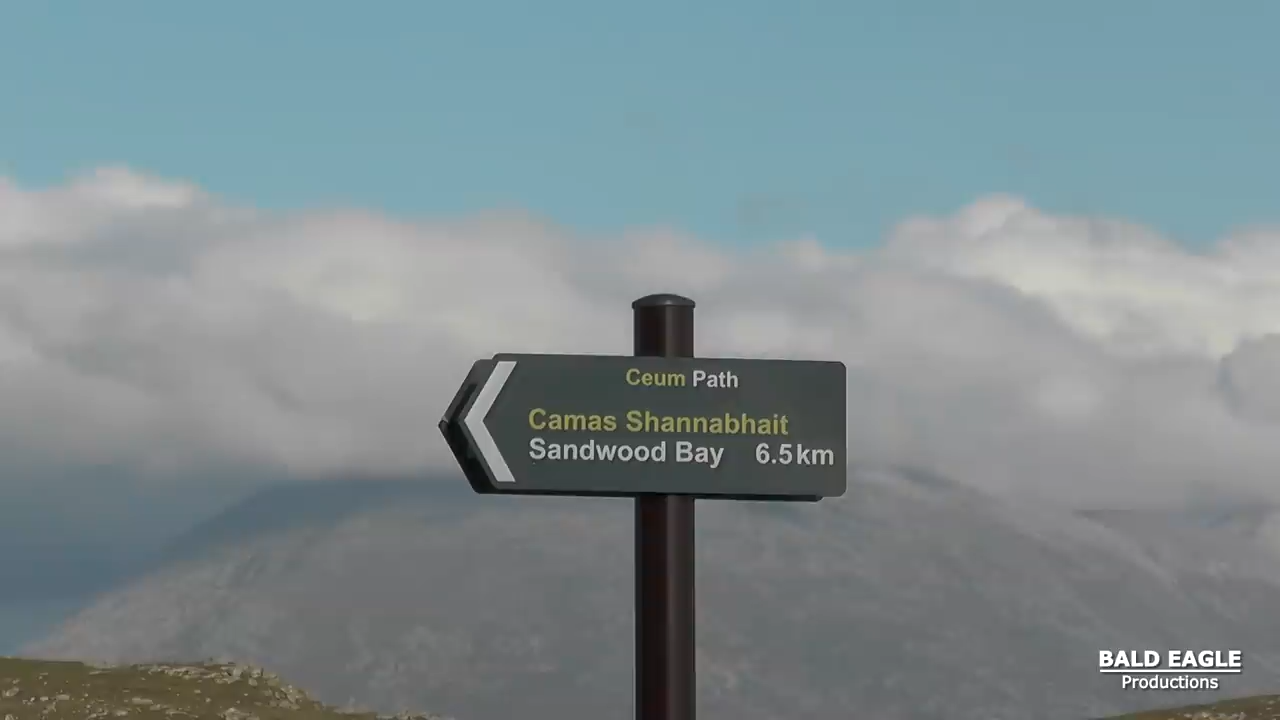 Ceum Path
Camas Shannabhait
Sandwood Bay 6.5km
BALD EAGLE
Productions